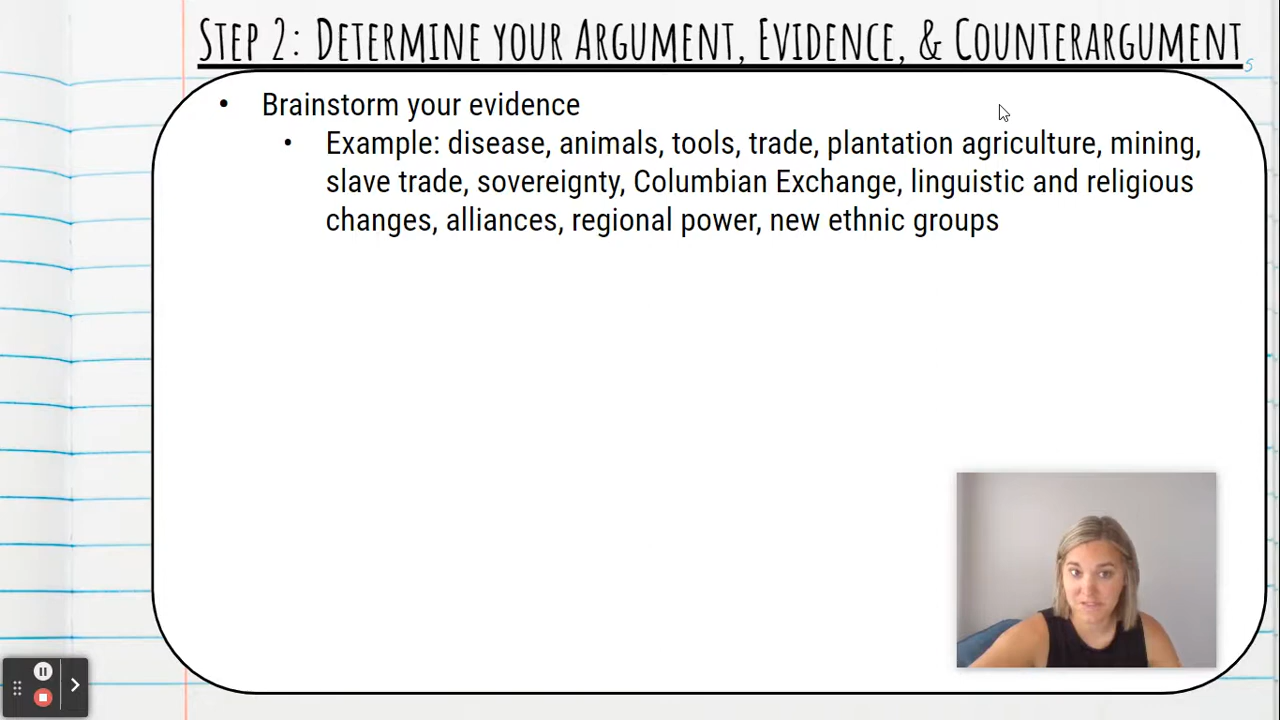 Step 2: Determine your Argument, Evidence, & Counterargument
5
• Brainstorm your evidence
• Example: disease, animals, tools, trade, plantation agriculture, mining,
slave trade, sovereignty, Columbian Exchange, linguistic and religious
changes, alliances, regional power, new ethnic groups